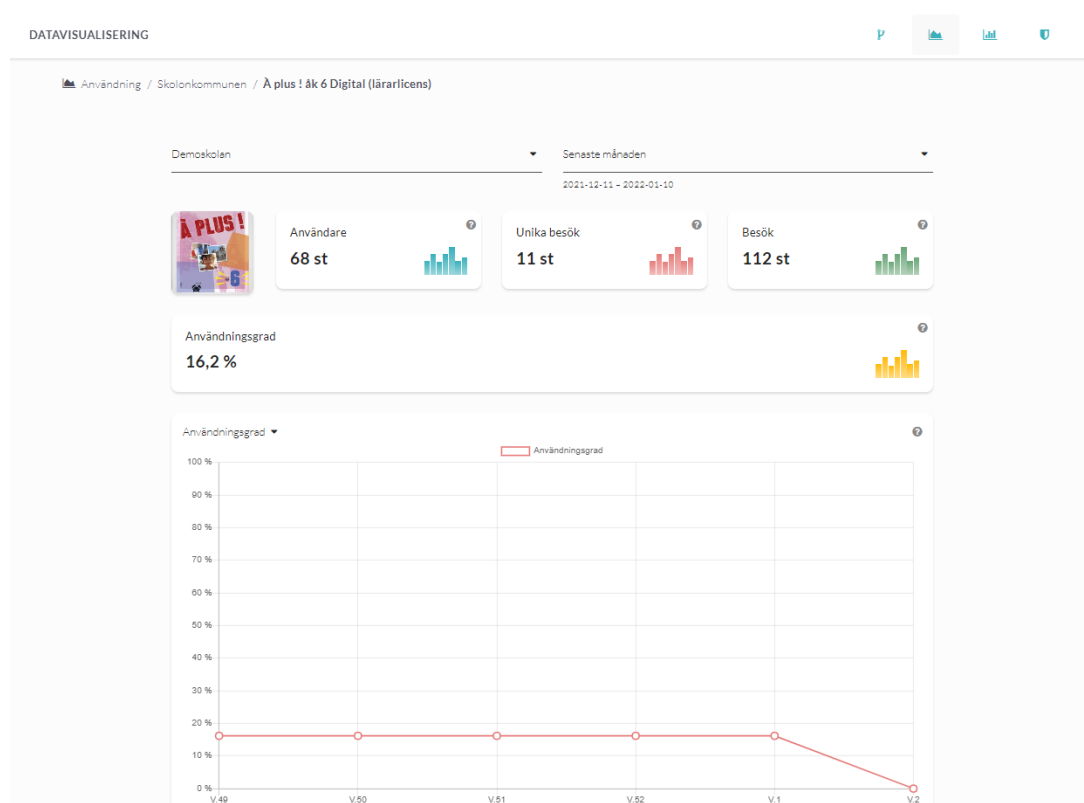 DATAVISUALISERING
Användning / Skolonkommunen / À plus ! åk 6 Digital (lärarlicens)
Demoskolan
Senaste månaden
2021-12-11 – 2022-01-10
À PLUS !
6
Användare
68 st
Unika besök
11 st
Besök
112 st
Användningsgrad
16,2 %
Användningsgrad
Användningsgrad
100 %
90 %
80 %
70 %
60 %
50 %
40 %
30 %
20 %
10 %
0 %
V.49 V.50 V.51 V.52 V.1 V.2